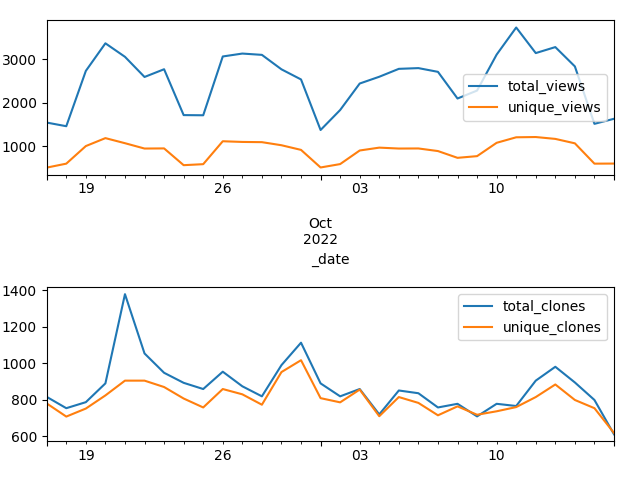 3000
2000
1000
total_views
unique_views
19
26
03
10
Oct
2022
_date
1400
1200
1000
800
600
total_clones
unique_clones
19
26
03
10